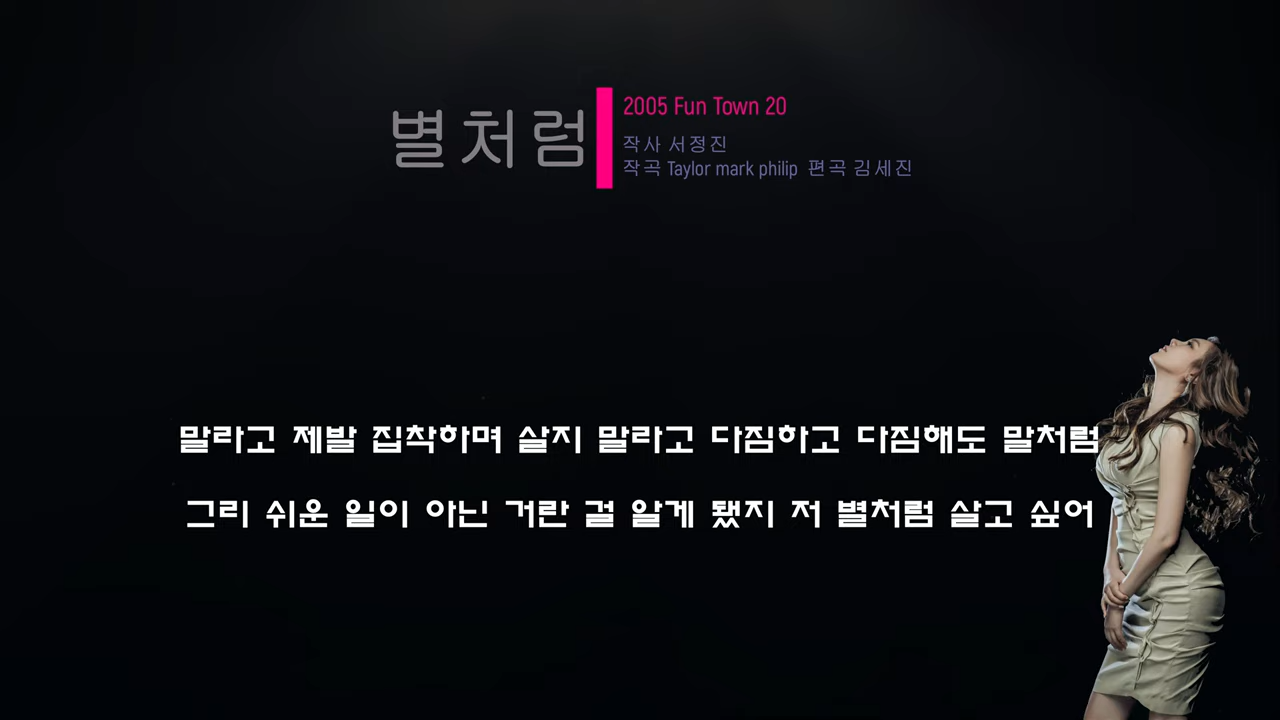 별처럼
2005 Fun Town 20
작사 서정진
작곡 Taylor mark philip 편곡 김세진
말라고 제발 집착하며 살지 말라고 다짐하고 다짐해도 말처럼
그리 쉬운 일이 아닌 거란 걸 알게 됐지 저 별처럼 살고 싶어